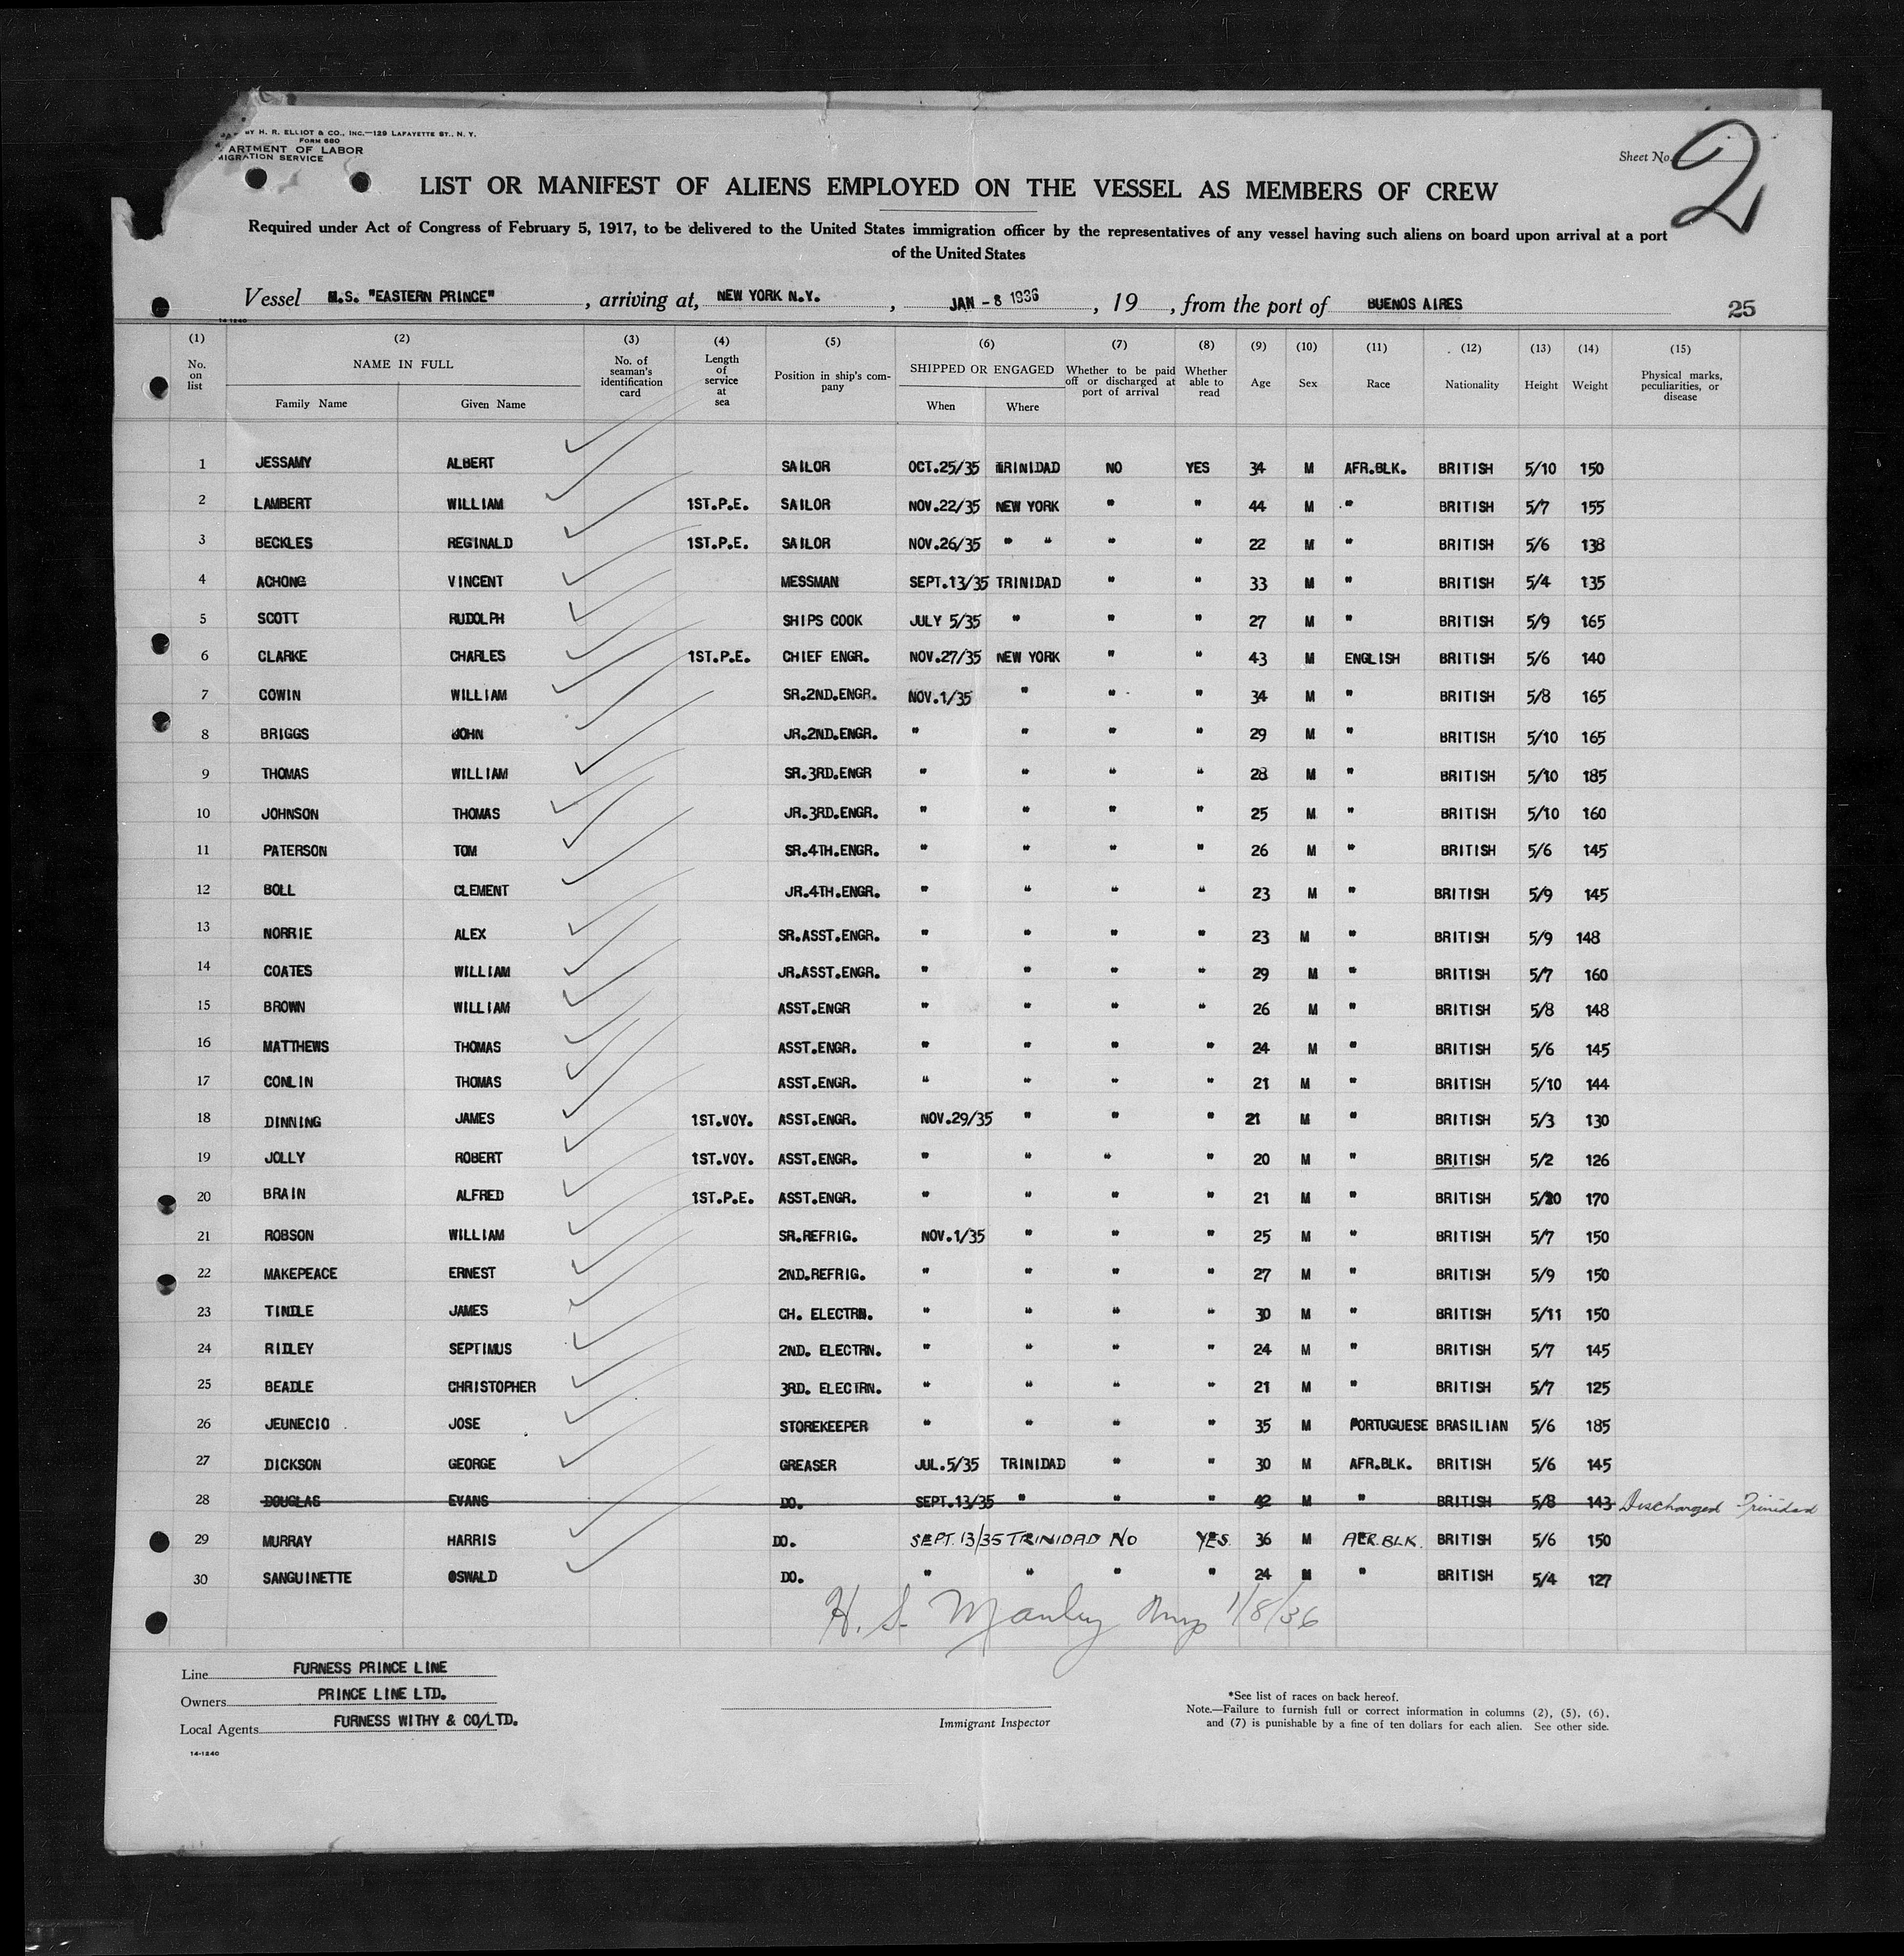 BY H. R. ELLIOT & CO., INC.—129 LAFAYETTE ST., N. Y.
FORM 680
ARTMENT OF LABOR
MIGRATION SERVICE
Sheet No. 2
LIST OR MANIFEST OF ALIENS EMPLOYED ON THE VESSEL AS MEMBERS OF CREW
Required under Act of Congress of February 5, 1917, to be delivered to the United States immigration officer by the representatives of any vessel having such aliens on board upon arrival at a port
of the United States
Vessel M.S. "EASTERN PRINCE", arriving at, NEW YORK N.Y., JAN - 8 1936, 19, from the port of BUENOS AIRES 25
14-1240
(1) (2) (3) (4) (5) (6) (7) (8) (9) (10) (11) (12) (13) (14) (15)
No. on list NAME IN FULL Family Name Given Name No. of seaman's identification card Length of service at sea Position in ship's company SHIPPED OR ENGAGED When Where Whether to be paid off or discharged at port of arrival Whether able to read Age Sex Race Nationality Height Weight Physical marks, peculiarities, or disease
1 JESSAMY ALBERT SAILOR OCT.25/35 TRINIDAD NO YES 34 M AFR.BLK. BRITISH 5/10 150
2 LAMBERT WILLIAM 1ST.P.E. SAILOR NOV.22/35 NEW YORK " " 44 M " BRITISH 5/7 155
3 BECKLES REGINALD 1ST.P.E. SAILOR NOV.26/35 " " " " 22 M " BRITISH 5/6 138
4 ACHONG VINCENT MESSMAN SEPT.13/35 TRINIDAD " " 33 M " BRITISH 5/4 135
5 SCOTT RUDOLPH SHIPS COOK JULY 5/35 " " " 27 M " BRITISH 5/9 165
6 CLARKE CHARLES 1ST.P.E. CHIEF ENGR. NOV.27/35 NEW YORK " " 43 M ENGLISH BRITISH 5/6 140
7 COWIN WILLIAM SR.2ND.ENGR. NOV.1/35 " " " 34 M " BRITISH 5/8 165
8 BRIGGS JOHN JR.2ND.ENGR. " " " " 29 M " BRITISH 5/10 165
9 THOMAS WILLIAM SR.3RD.ENGR " " " " 28 M " BRITISH 5/10 185
10 JOHNSON THOMAS JR.3RD.ENGR. " " " " 25 M " BRITISH 5/10 160
11 PATERSON TOM SR.4TH.ENGR. " " " " 26 M " BRITISH 5/6 145
12 BOLL CLEMENT JR.4TH.ENGR. " " " " 23 M " BRITISH 5/9 145
13 NORRIE ALEX SR.ASST.ENGR. " " " " 23 M " BRITISH 5/9 148
14 COATES WILLIAM JR.ASST.ENGR. " " " " 29 M " BRITISH 5/7 160
15 BROWN WILLIAM ASST.ENGR " " " " 26 M " BRITISH 5/8 148
16 MATTHEWS THOMAS ASST.ENGR. " " " " 24 M " BRITISH 5/6 145
17 CONLIN THOMAS ASST.ENGR. " " " " 21 M " BRITISH 5/10 144
18 DINNING JAMES 1ST.VOY. ASST.ENGR. NOV.29/35 " " " 21 M " BRITISH 5/3 130
19 JOLLY ROBERT 1ST.VOY. ASST.ENGR. " " " " 20 M " BRITISH 5/2 126
20 BRAIN ALFRED 1ST.P.E. ASST.ENGR. " " " " 21 M " BRITISH 170
21 ROBSON WILLIAM SR.REFRIG. NOV.1/35 " " " 25 M " BRITISH 5/7 150
22 MAKEPEACE ERNEST 2ND.REFRIG. " " " " 27 M " BRITISH 5/9 150
23 TINDLE JAMES CH. ELECTRN. " " " " 30 M " BRITISH 5/11 150
24 RIDLEY SEPTIMUS 2ND. ELECTRN. " " " " 24 M " BRITISH 5/7 145
25 BEADLE CHRISTOPHER 3RD. ELECTRN. " " " " 21 M " BRITISH 5/7 125
26 JEUNECIO JOSE STOREKEEPER " " " " 35 M PORTUGUESE BRASILIAN 5/6 185
27 DICKSON GEORGE GREASER JUL.5/35 TRINIDAD " " 30 M AFR.BLK. BRITISH 5/6 145
28 DOUGLAS EVANS DO. SEPT.13/35 " " " 42 M " BRITISH 5/8 143 Discharged Trinidad
29 MURRAY HARRIS DO. SEPT.13/35 TRINIDAD NO YES. 36 M AFR.BLK. BRITISH 5/6 150
30 SANGUINETTE OSWALD DO. " " " " 24 M " BRITISH 5/4 127
H. S. Manley 1/8/36
Line FURNESS PRINCE LINE
Owners PRINCE LINE LTD.
Local Agents FURNESS WITHY & CO/LTD.
14-1240
Immigrant Inspector
*See list of races on back hereof.
Note.—Failure to furnish full or correct information in columns (2), (5), (6),
and (7) is punishable by a fine of ten dollars for each alien. See other side.